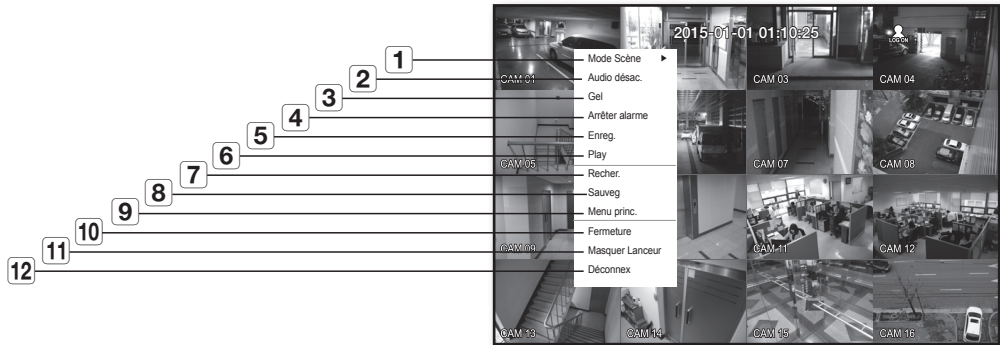 2015-01-01 01:10:25
LOG ON
CAM 01
CAM 03
CAM 04
1 Mode Scène ▶
2 Audio désac.
3 Gel
4 Arrêter alarme
5 Enreg.
6 Play
7 Recher.
8 Sauveg
9 Menu princ.
10 Fermeture
11 Masquer Lanceur
12 Déconnex
CAM 05
CAM 07
CAM 08
CAM 09
CAM 11
CAM 12
CAM 13
CAM 14
CAM 15
CAM 16